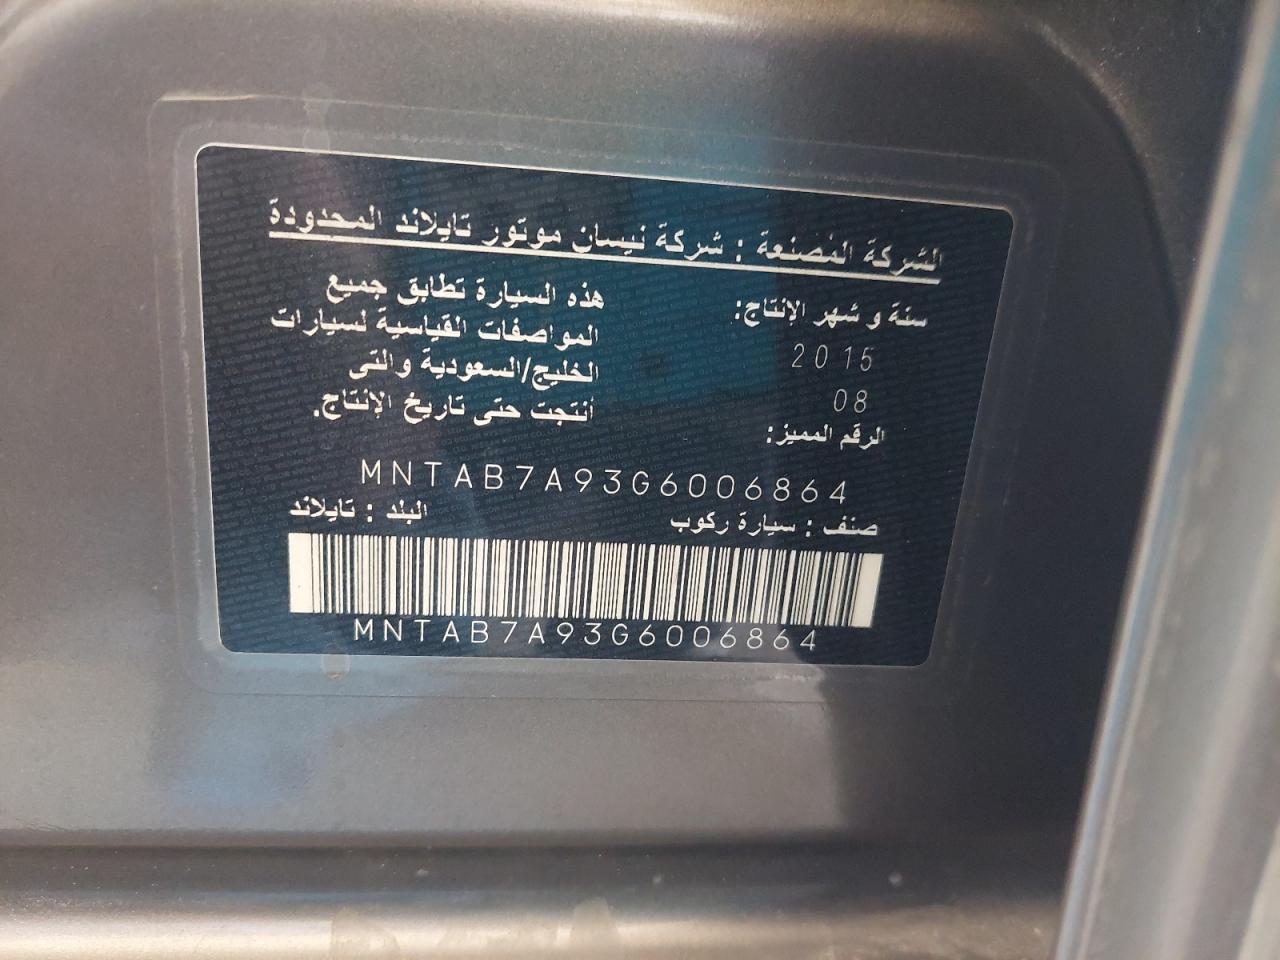 الشركة المصنعة : شركة نيسان موتور تايلاند المحدودة
سنة و شهر الإنتاج:
2015
08
الرقم المميز:
هذه السيارة تطابق جميع
المواصفات القياسية لسيارات
الخليج/السعودية والتى
أنتجت حتى تاريخ الإنتاج.
MNTAB7A93G6006864
صنف : سيارة ركوب
البلد : تايلاند
MNTAB7A93G6006864